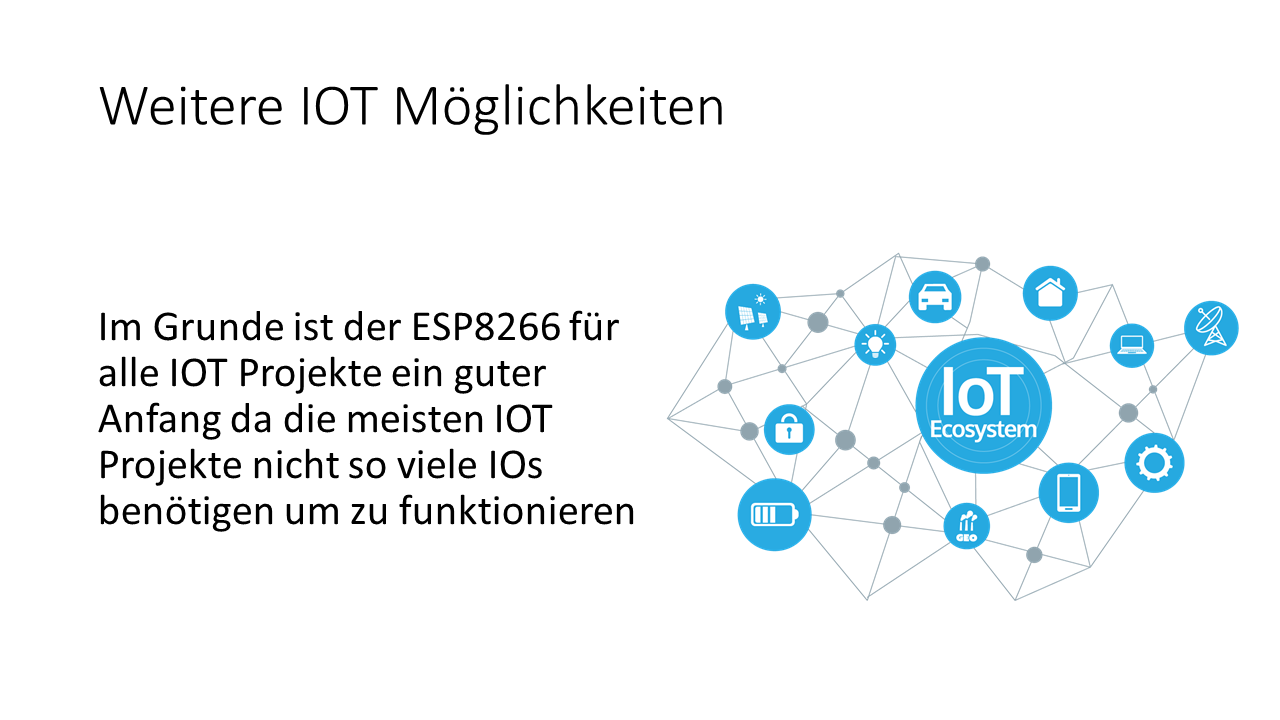 Weitere IOT Möglichkeiten
Im Grunde ist der ESP8266 für
alle IOT Projekte ein guter
Anfang da die meisten IOT
Projekte nicht so viele IOs
benötigen um zu funktionieren
IoT
Ecosystem
GEO